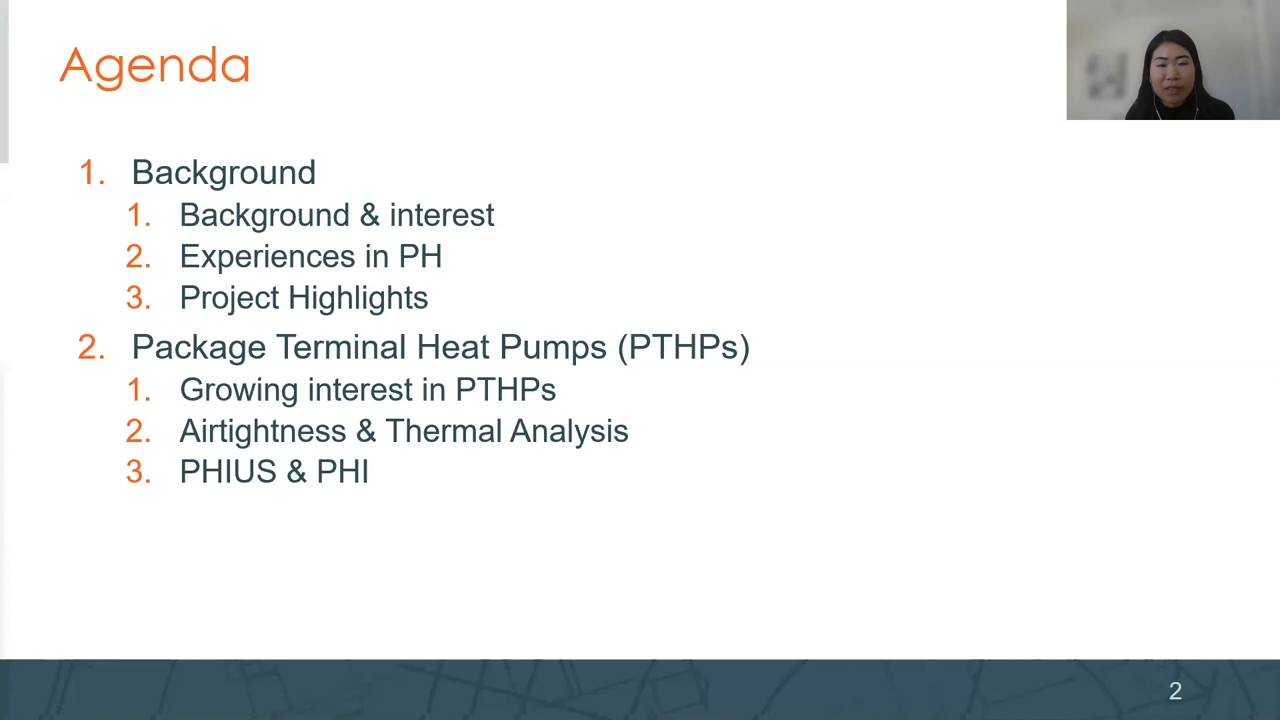 Agenda
1. Background
1. Background & interest
2. Experiences in PH
3. Project Highlights
2. Package Terminal Heat Pumps (PTHPs)
1. Growing interest in PTHPs
2. Airtightness & Thermal Analysis
3. PHIUS & PHI
2